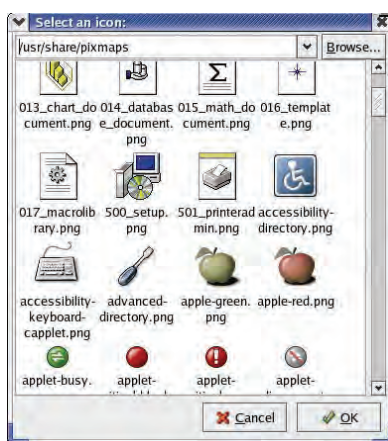 Select an icon:
/usr/share/pixmaps
Browse...
013_chart_do 014_databas 015_math_do 016_templat
cument.png e_document. cument.png e.png
png
017_macrolib 500_setup. 501_printerad accessibility-
rary.png png min.png directory.png
accessibility- advanced- apple-green. apple-red.png
keyboard- directory.png png
capplet.png
applet-busy. applet- applet- applet-
Cancel OK